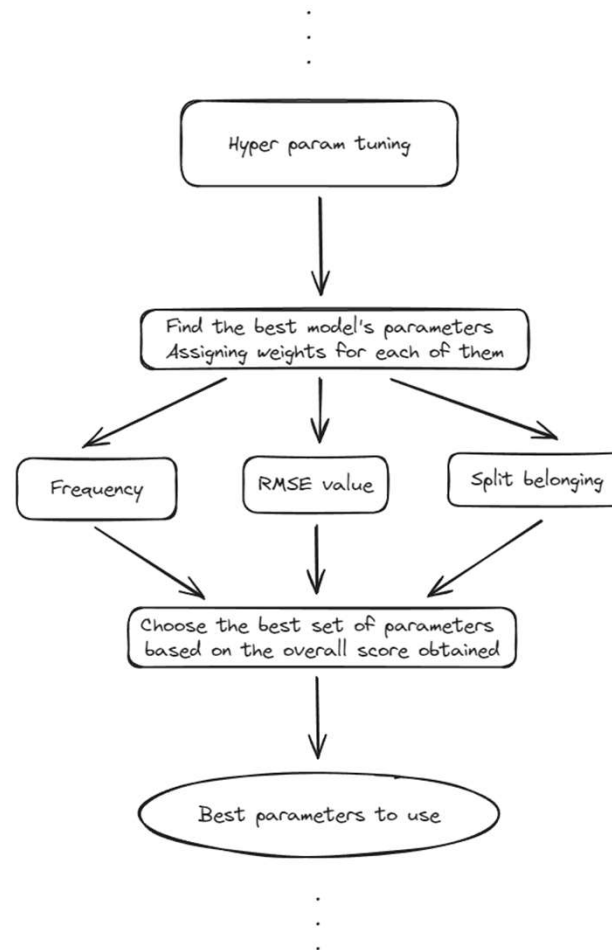 Hyper param tuning
Find the best model's parameters
Assigning weights for each of them
Frequency
RMSE value
Split belonging
Choose the best set of parameters
based on the overall score obtained
Best parameters to use